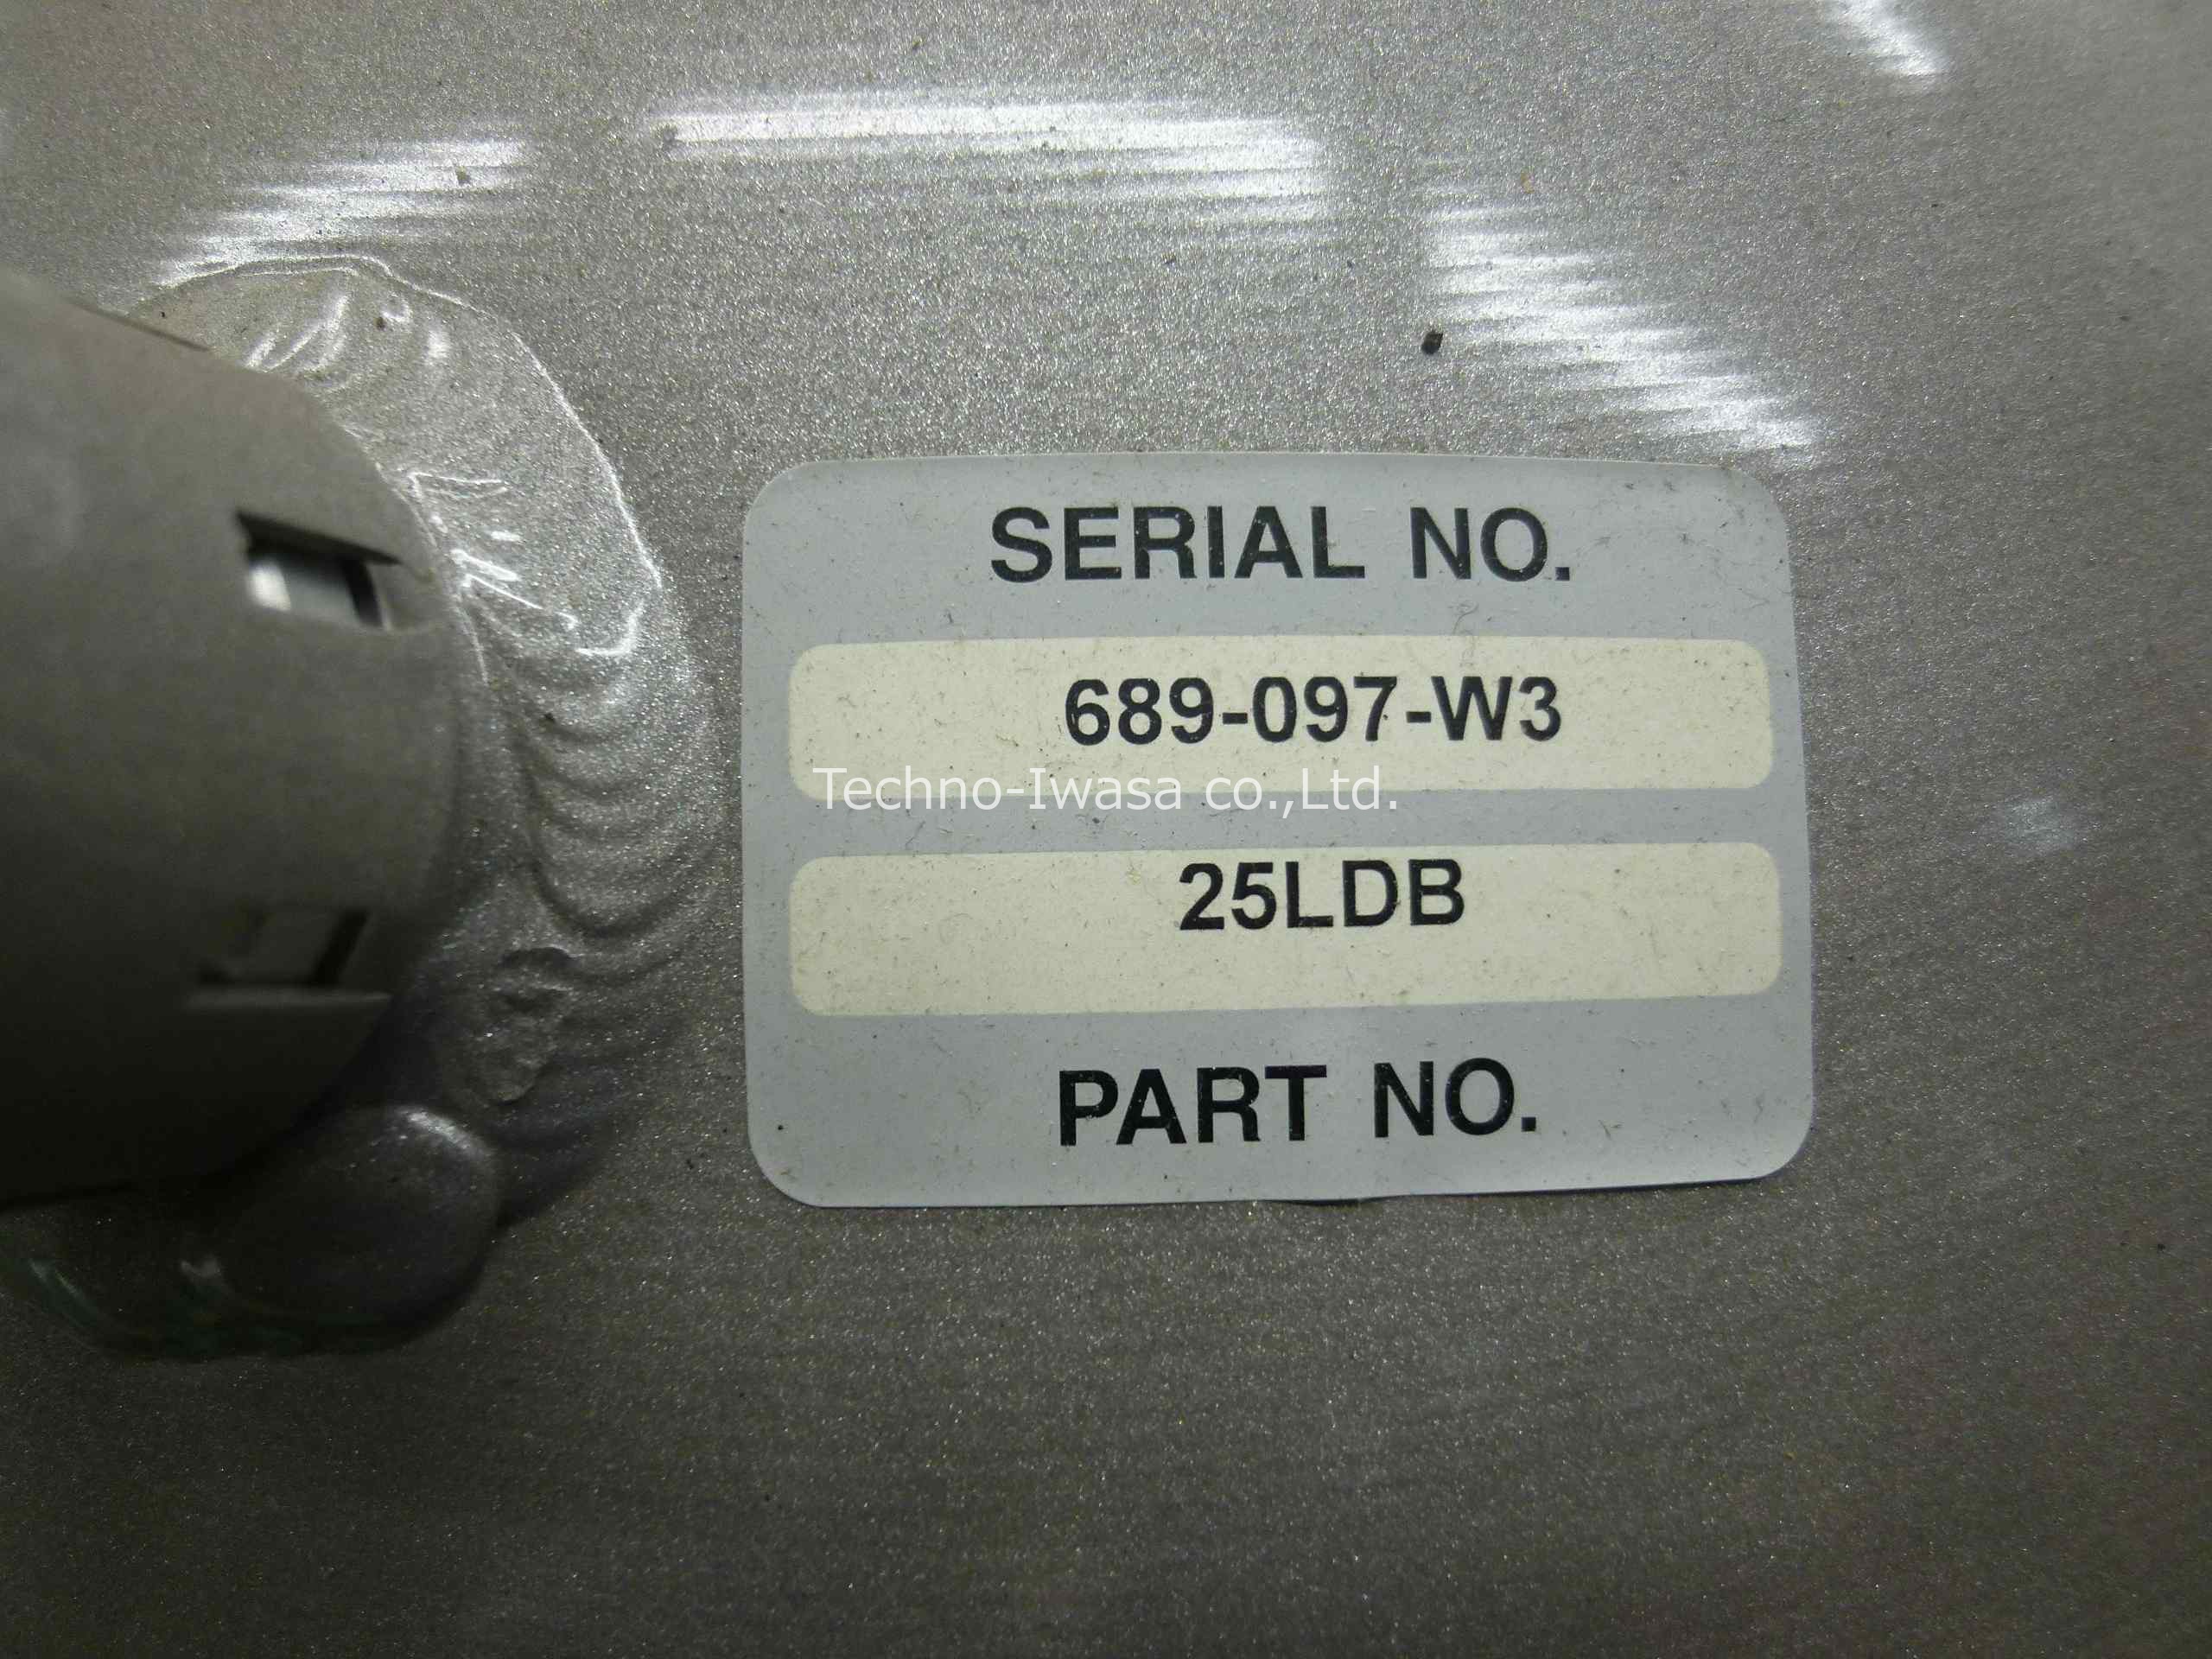 SERIAL NO.
689-097-W3
Techno-Iwasa co.,Ltd.
25LDB
PART NO.